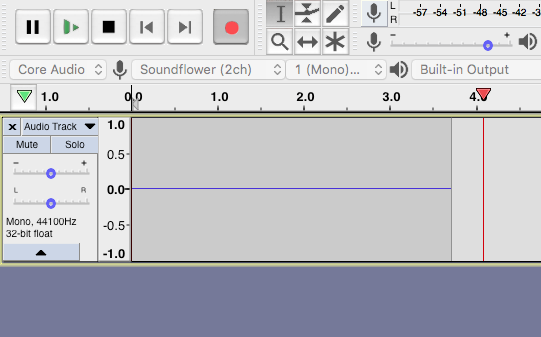 L -57 -54 -51 -48 -45 -42
R
- +
Core Audio Soundflower (2ch) 1 (Mono)... Built-in Output
1.0 0.0 1.0 2.0 3.0 4.0
X Audio Track 1.0
Mute Solo
- + 0.5
L R 0.0
Mono, 44100Hz -0.5
32-bit float
-1.0